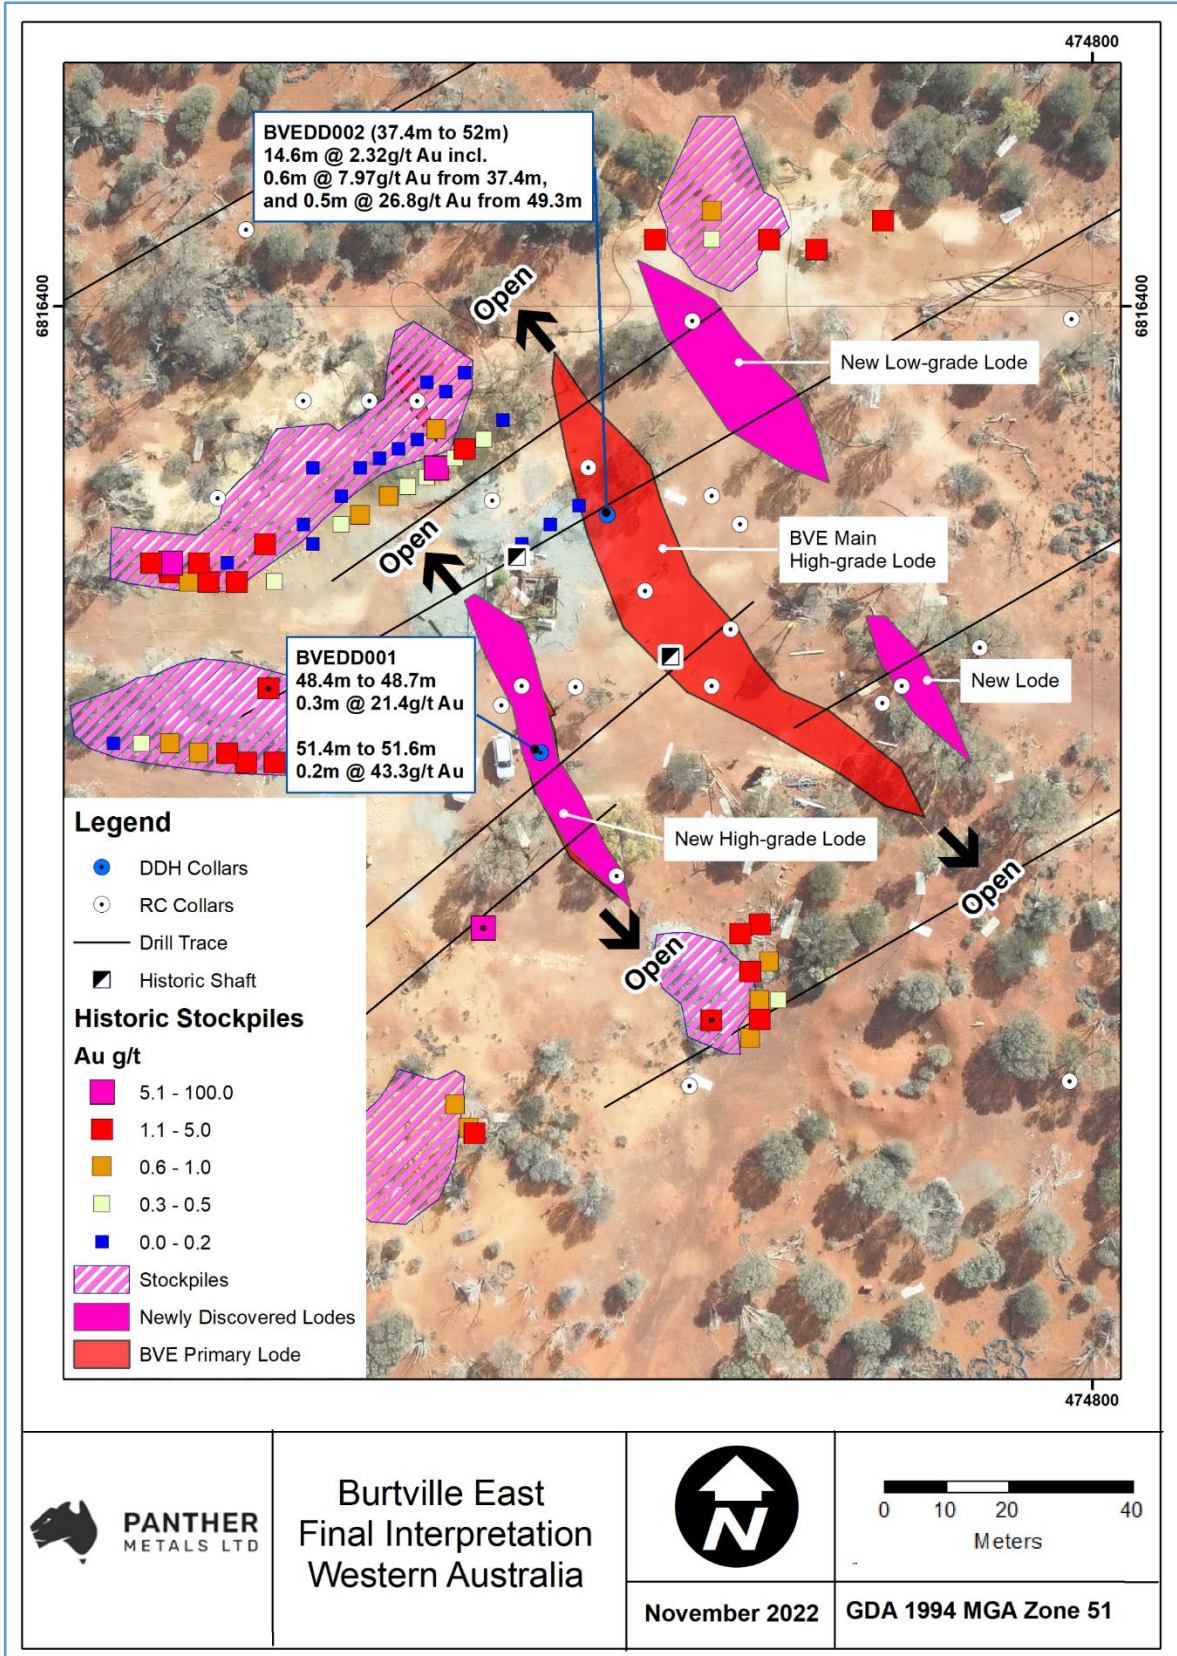 474800
BVEDD002 (37.4m to 52m)
14.6m @ 2.32g/t Au incl.
0.6m @ 7.97g/t Au from 37.4m,
and 0.5m @ 26.8g/t Au from 49.3m
6816400
6816400
Open
New Low-grade Lode
Open
BVE Main
High-grade Lode
BVEDD001
48.4m to 48.7m
0.3m @ 21.4g/t Au
51.4m to 51.6m
0.2m @ 43.3g/t Au
New Lode
New High-grade Lode
Open
Open
Legend
DDH Collars
RC Collars
Drill Trace
Historic Shaft
Historic Stockpiles
Au g/t
5.1 - 100.0
1.1 - 5.0
0.6 - 1.0
0.3 - 0.5
0.0 - 0.2
Stockpiles
Newly Discovered Lodes
BVE Primary Lode
474800
PANTHER
METALS LTD
Burtville East
Final Interpretation
Western Australia
N
0 10 20 40
Meters
November 2022
GDA 1994 MGA Zone 51